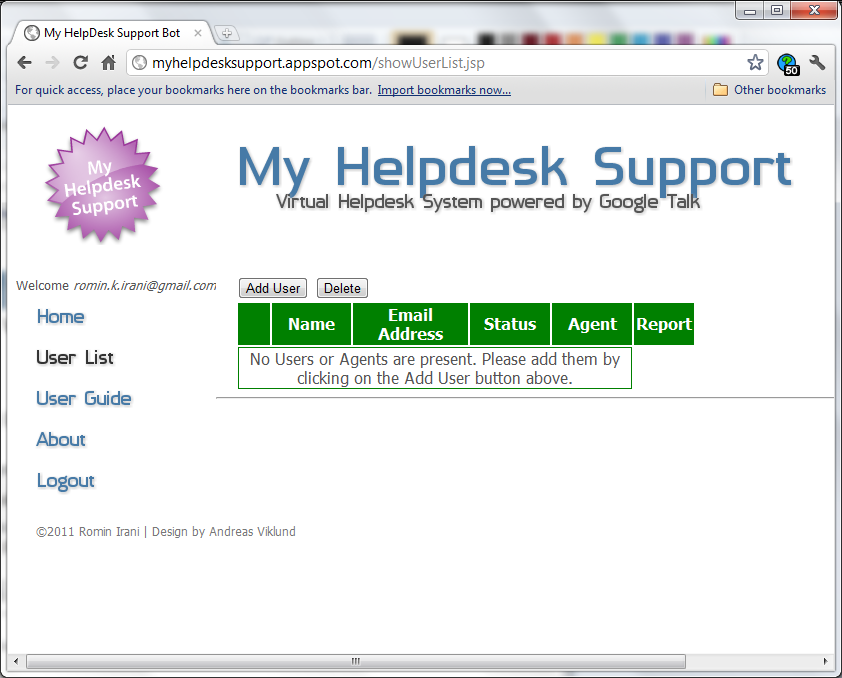 My HelpDesk Support Bot
myhelpdesksupport.appspot.com/showUserList.jsp
50
For quick access, place your bookmarks here on the bookmarks bar. Import bookmarks now... Other bookmarks
My
Helpdesk
Support
My Helpdesk Support
Virtual Helpdesk System powered by Google Talk
Welcome romin.k.irani@gmail.com
Add User Delete
Home
User List
User Guide
About
Logout
Name Email Address Status Agent Report
No Users or Agents are present. Please add them by
clicking on the Add User button above.
©2011 Romin Irani | Design by Andreas Viklund